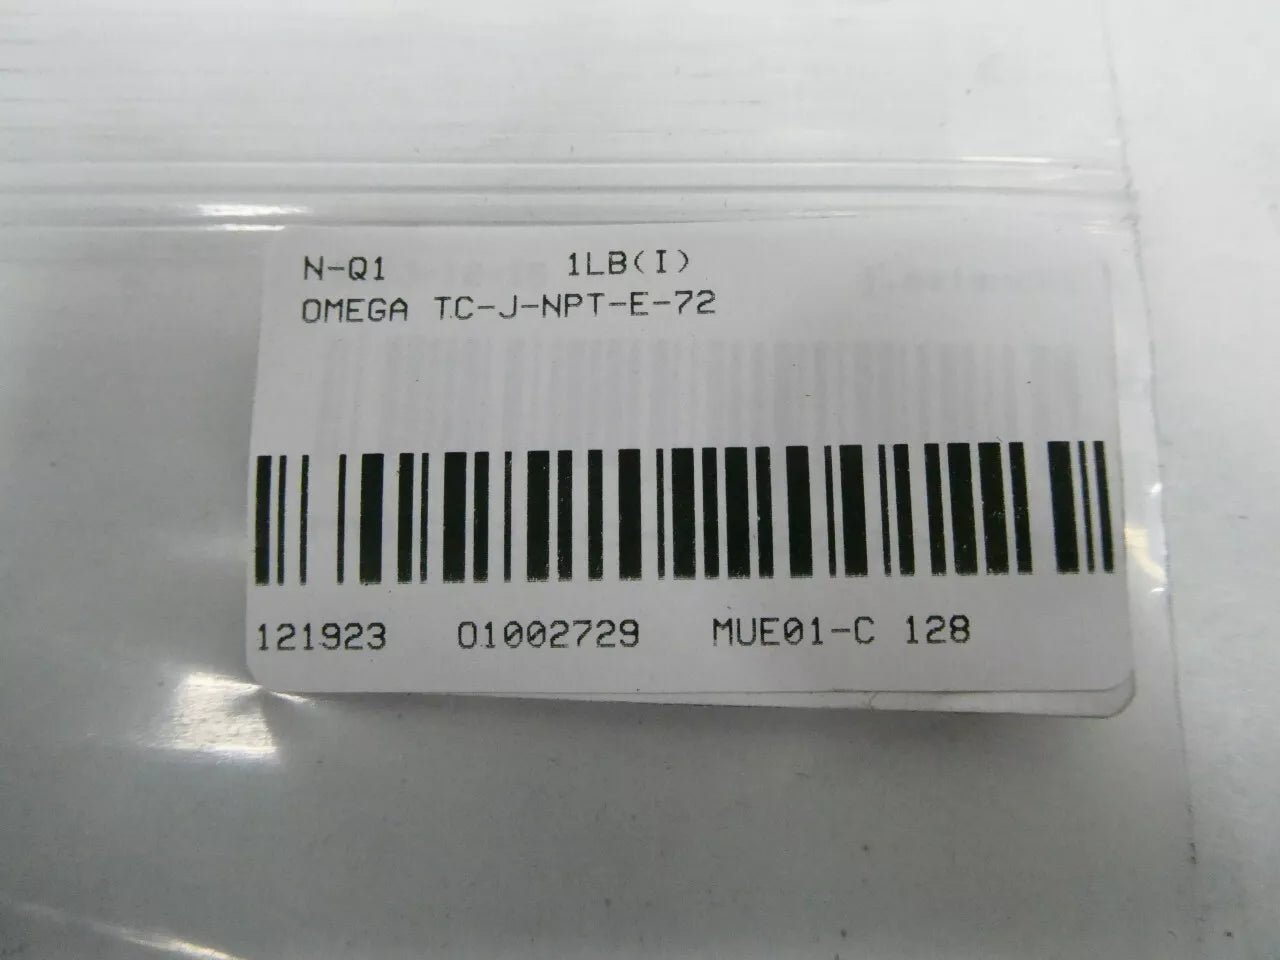 N-Q1 1LB(I)
OMEGA TC-J-NPT-E-72
121923 01002729 MUE01-C 128